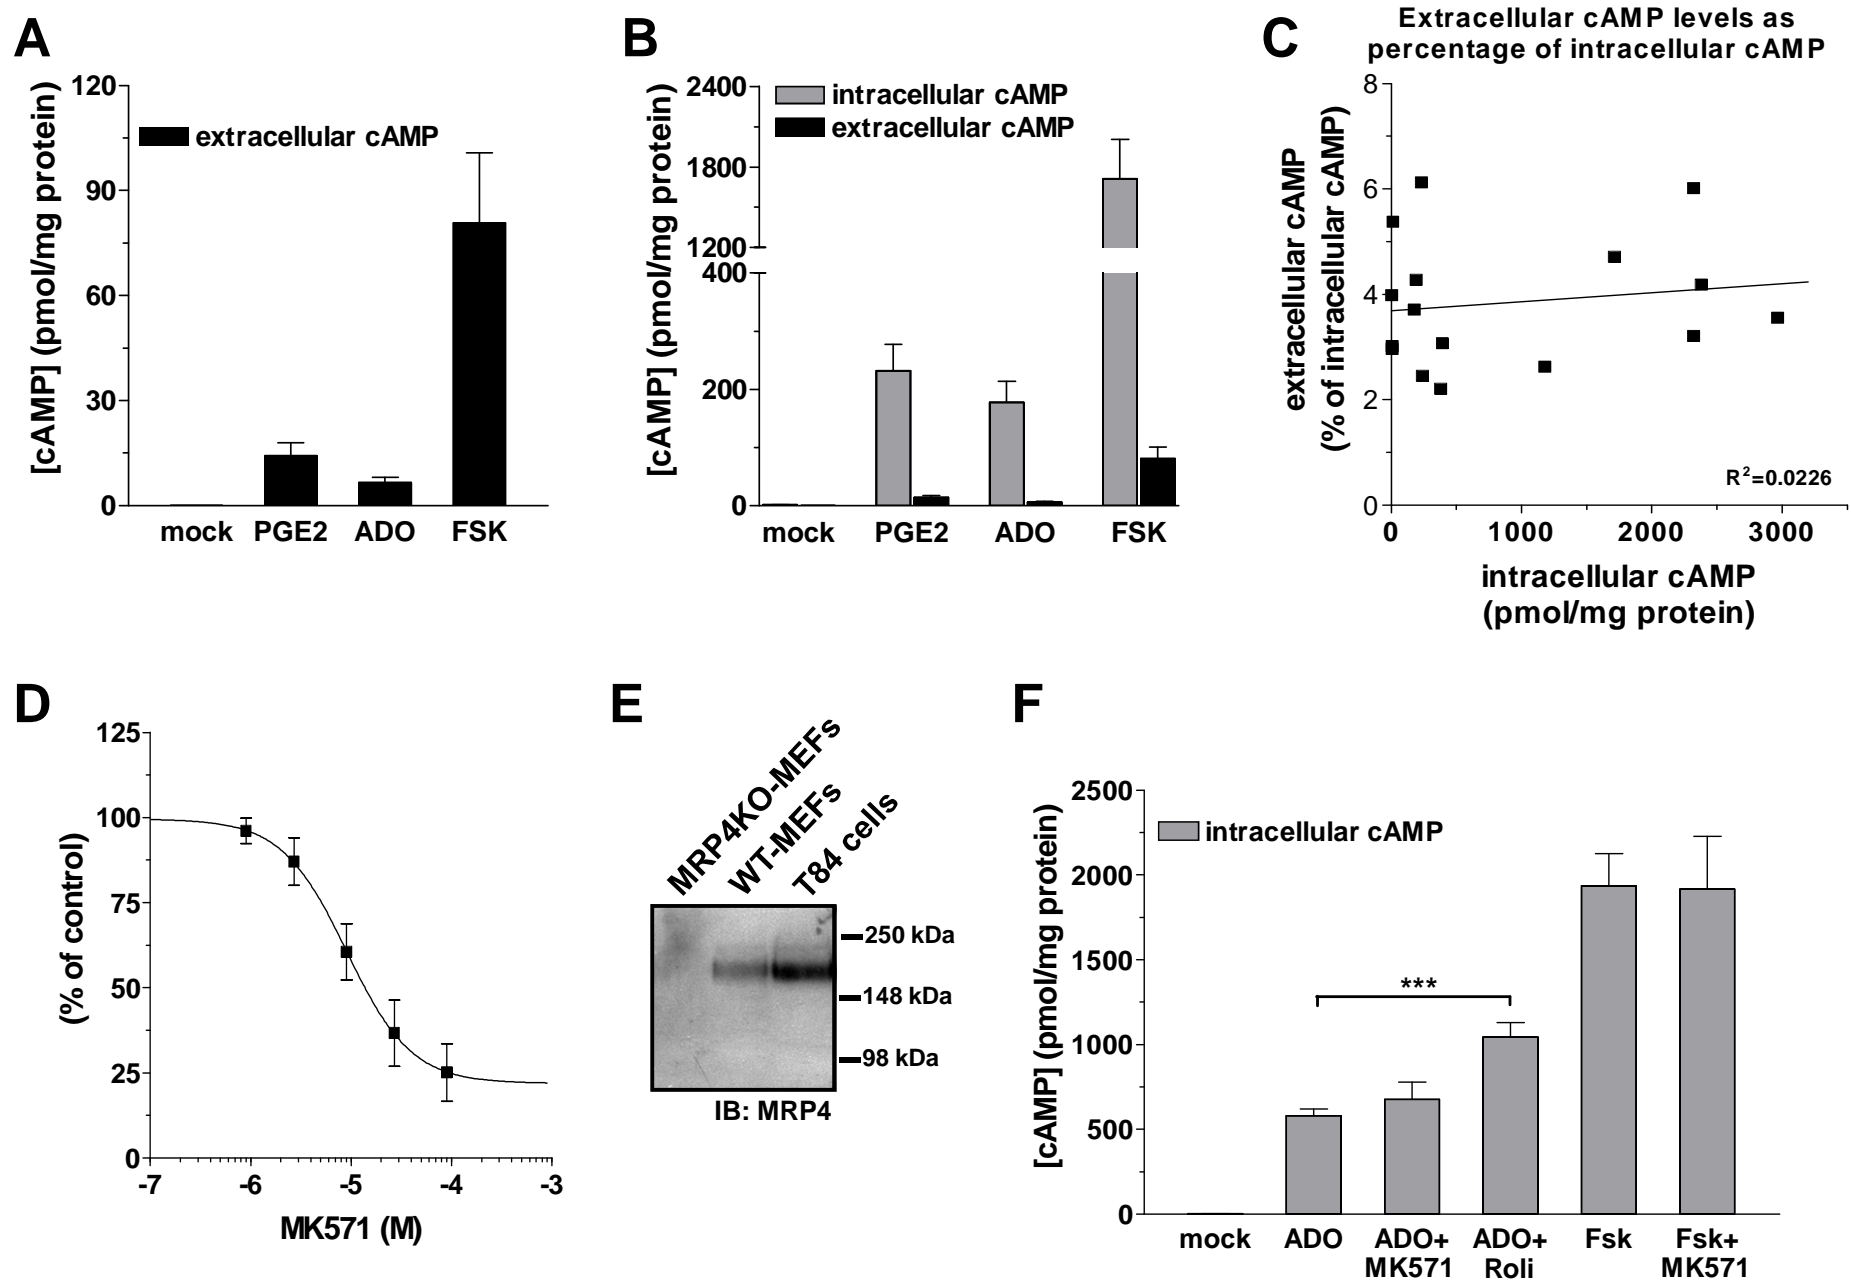 A
[cAMP] (pmol/mg protein)
120
90
60
30
0
extracellular cAMP
mock PGE2 ADO FSK
B
[cAMP] (pmol/mg protein)
2400
1800
1200
400
200
0
intracellular cAMP
extracellular cAMP
mock PGE2 ADO FSK
C
Extracellular cAMP levels as
percentage of intracellular cAMP
extracellular cAMP
(% of intracellular cAMP)
8
6
4
2
0
R²=0.0226
0 1000 2000 3000
intracellular cAMP
(pmol/mg protein)
D
(% of control)
125
100
75
50
25
0
-7 -6 -5 -4 -3
MK571 (M)
E
MRP4KO-MEFs
WT-MEFs
T84 cells
250 kDa
148 kDa
98 kDa
IB: MRP4
F
[cAMP] (pmol/mg protein)
2500
2000
1500
1000
500
0
intracellular cAMP
***
mock ADO ADO+ ADO+ Fsk Fsk+
MK571 Roli MK571